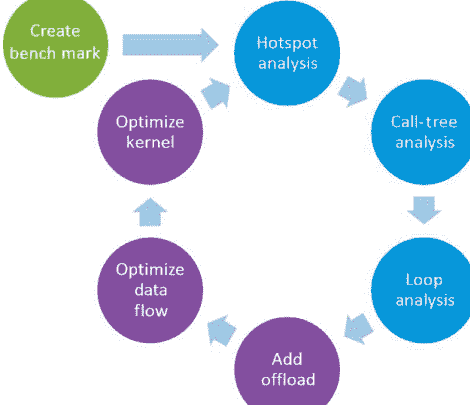 Create
bench mark
Hotspot
analysis
Call-tree
analysis
Loop
analysis
Add
offload
Optimize
data
flow
Optimize
kernel